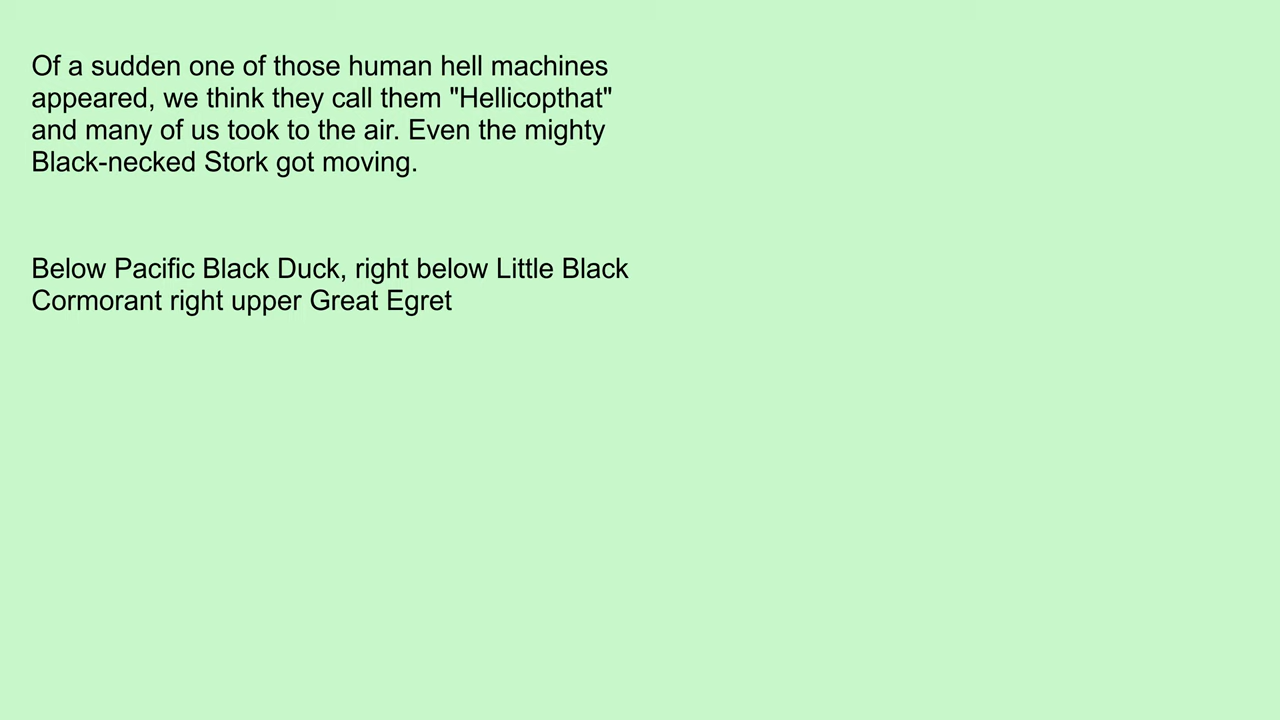 Of a sudden one of those human hell machines
appeared, we think they call them "Hellicopthat"
and many of us took to the air. Even the mighty
Black-necked Stork got moving.
Below Pacific Black Duck, right below Little Black
Cormorant right upper Great Egret